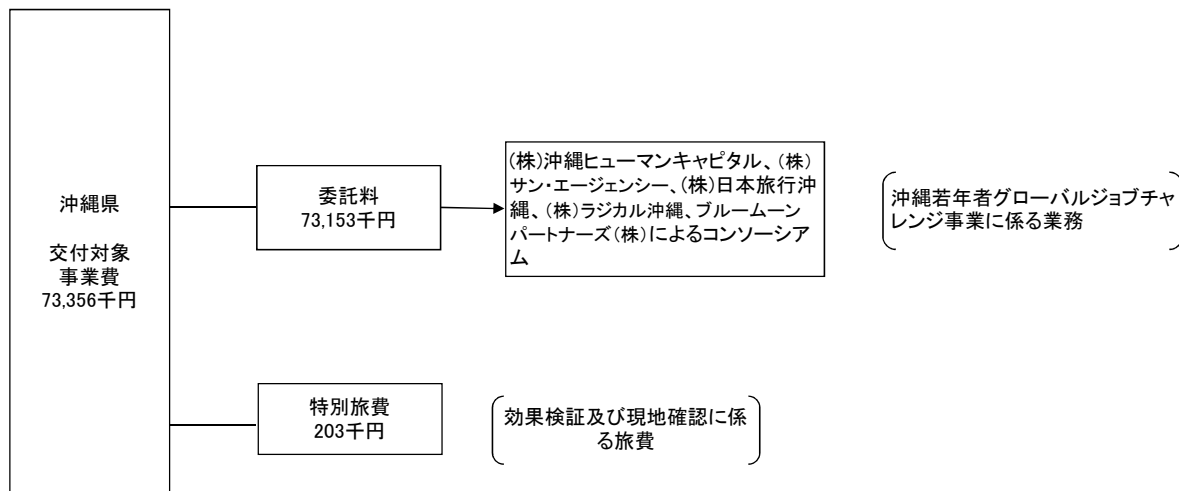 沖縄県
交付対象
事業費
73,356千円
委託料
73,153千円
(株)沖縄ヒューマンキャピタル、(株)
サン・エージェンシー、(株)日本旅行沖
縄、(株)ラジカル沖縄、ブルームーン
パートナーズ(株)によるコンソーシア
ム
沖縄若年者グローバルジョブチャ
レンジ事業に係る業務
特別旅費
203千円
効果検証及び現地確認に係
る旅費